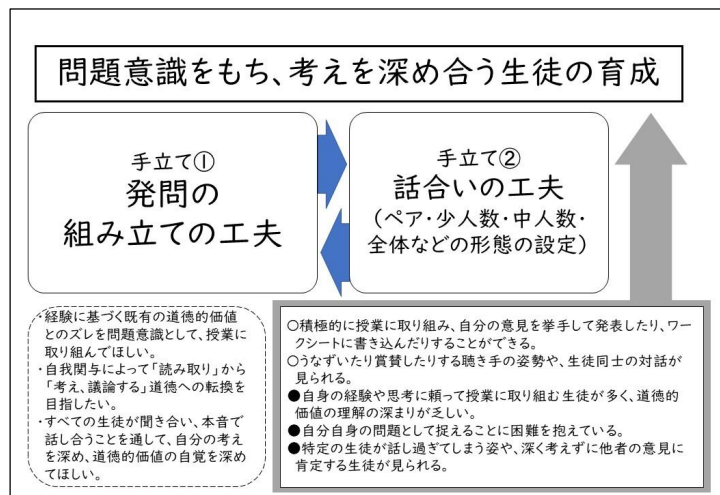 問題意識をもち、考えを深め合う生徒の育成
手立て①
発問の
組み立ての工夫
手立て②
話合いの工夫
(ペア・少人数・中人数・
全体などの形態の設定)
・経験に基づく既有の道徳的価値
とのズレを問題意識として、授業に
取り組んでほしい。
・自我関与によって「読み取り」から
「考え、議論する」道徳への転換を
目指したい。
・すべての生徒が聞き合い、本音で
話し合うことを通して、自分の考え
を深め、道徳的価値の自覚を深め
てほしい。
○積極的に授業に取り組み、自分の意見を挙手して発表したり、ワー
クシートに書き込んだりすることができる。
○うなずいたり賞賛したりする聴き手の姿勢や、生徒同士の対話が
見られる。
●自身の経験や思考に頼って授業に取り組む生徒が多く、道徳的
価値の理解の深まりが乏しい。
●自分自身の問題として捉えることに困難を抱えている。
●特定の生徒が話し過ぎてしまう姿や、深く考えずに他者の意見に
肯定する生徒が見られる。